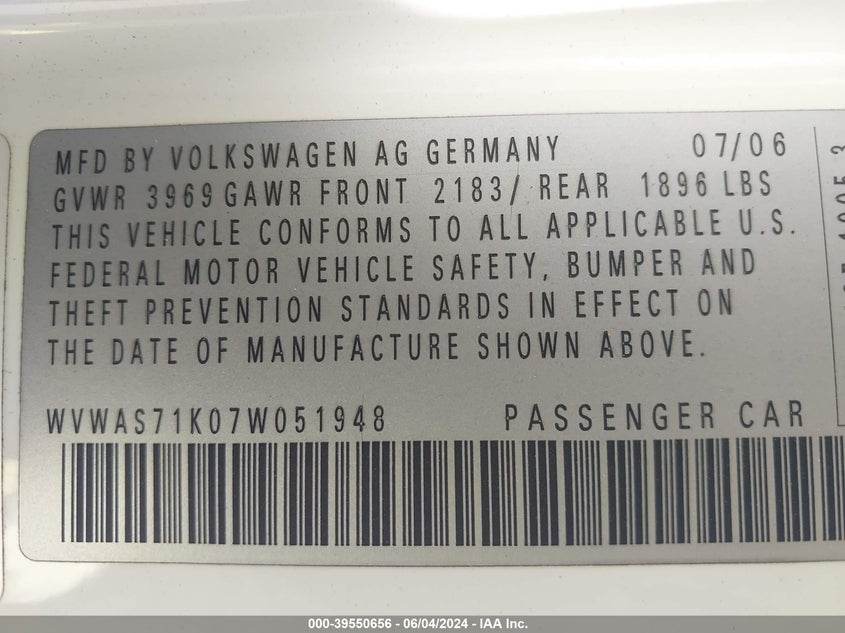 MFD BY VOLKSWAGEN AG GERMANY 07/06
GVWR 3969 GAWR FRONT 2183/ REAR 1896 LBS
THIS VEHICLE CONFORMS TO ALL APPLICABLE U.S.
FEDERAL MOTOR VEHICLE SAFETY, BUMPER AND
THEFT PREVENTION STANDARDS IN EFFECT ON
THE DATE OF MANUFACTURE SHOWN ABOVE.
WVWAS71K07W051948 PASSENGER CAR
000-39550656 - 06/04/2024 - IAA Inc.